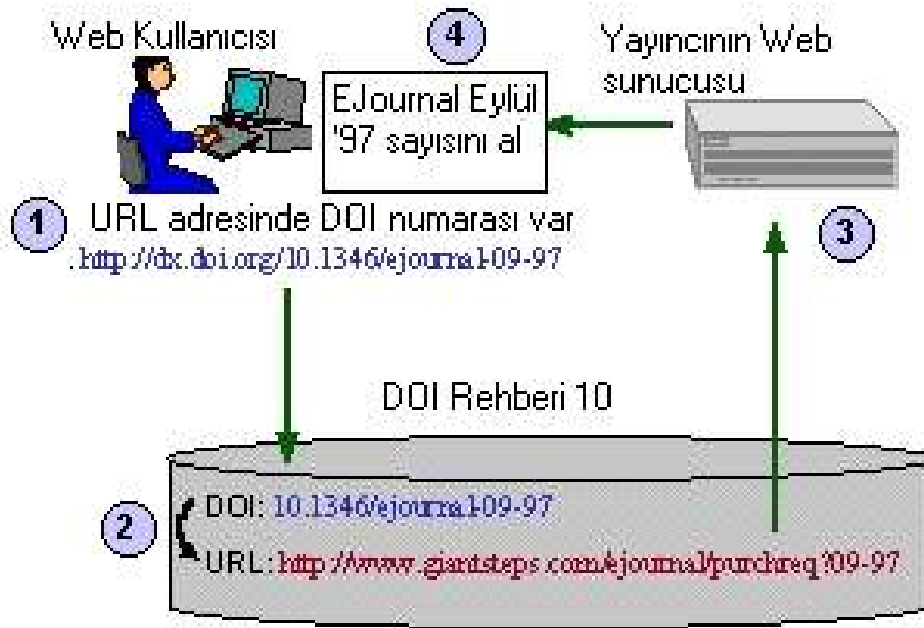 Web Kullanıcısı
4
Yayıncının Web
sunucusu
EJournal Eylül
'97 sayısını al
1
URL adresinde DOI numarası var
.http://dx.doi.org/10.1346/ejournal-09-97
3
DOI Rehberi 10
2
DOI: 10.1346/ejournal-09-97
URL: http://www.giantsteps.com/ejournal/purchreq?09-97